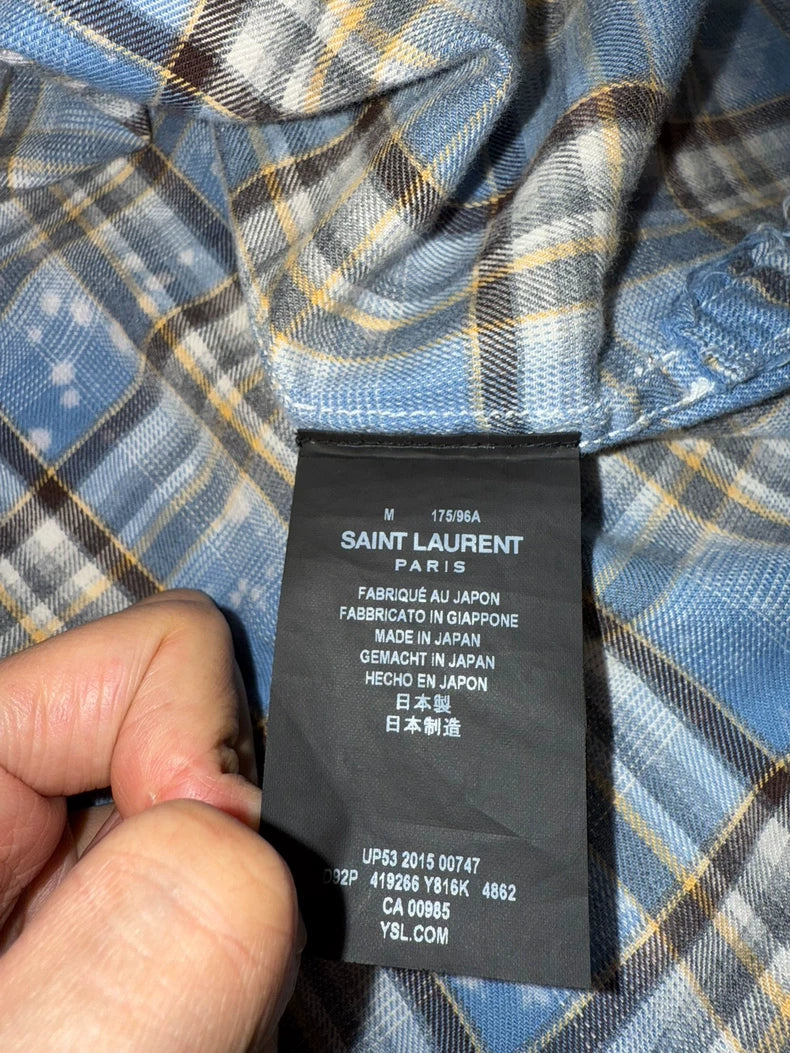 M 175/96A
SAINT LAURENT
PARIS
FABRIQUÉ AU JAPON
FABBRICATO IN GIAPPONE
MADE IN JAPAN
GEMACHT IN JAPAN
HECHO EN JAPON
日本製
日本制造
UP53 2015 00747
D92P 419266 Y816K 4862
CA 00985
YSL.COM